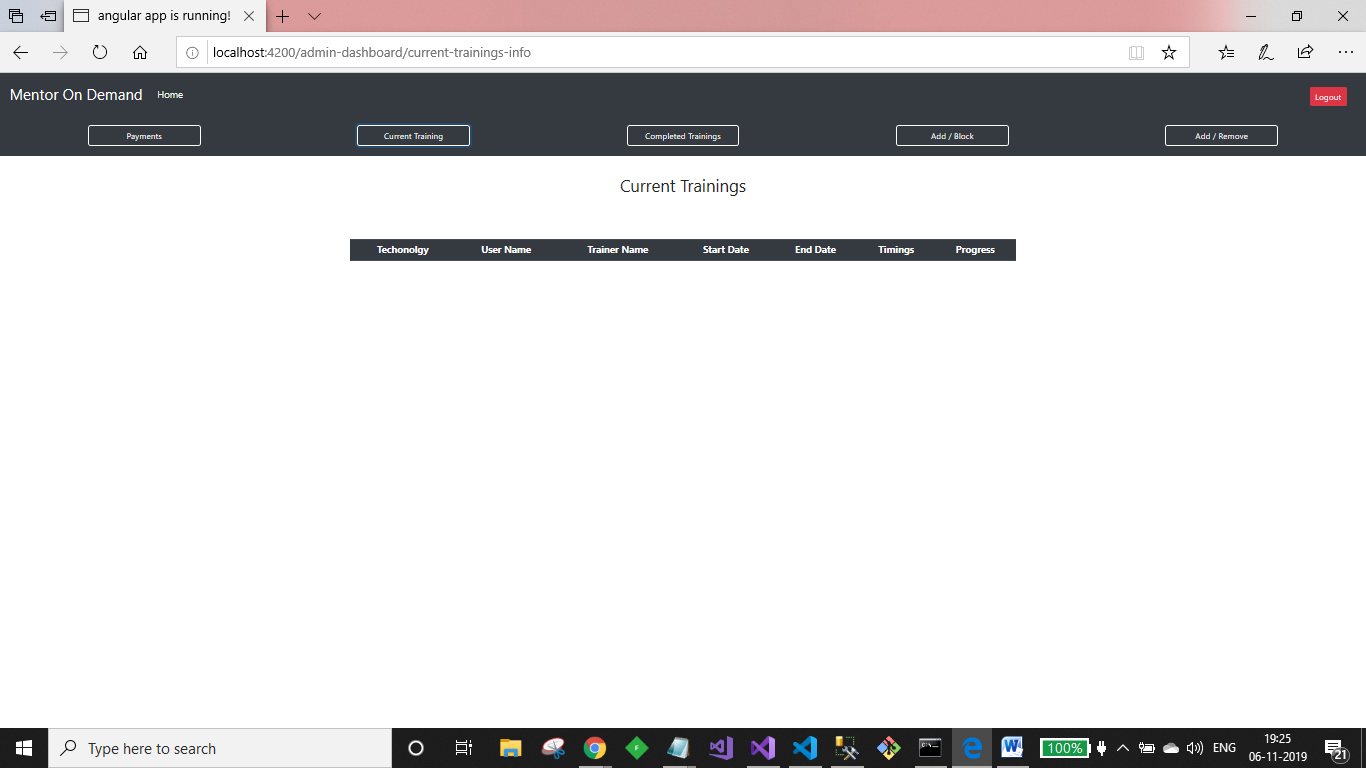 angular app is running!
localhost:4200/admin-dashboard/current-trainings-info
Mentor On Demand Home Logout
Payments Current Training Completed Trainings Add / Block Add / Remove
Current Trainings
Techonolgy User Name Trainer Name Start Date End Date Timings Progress
Type here to search 100% ENG 19:25
06-11-2019 21